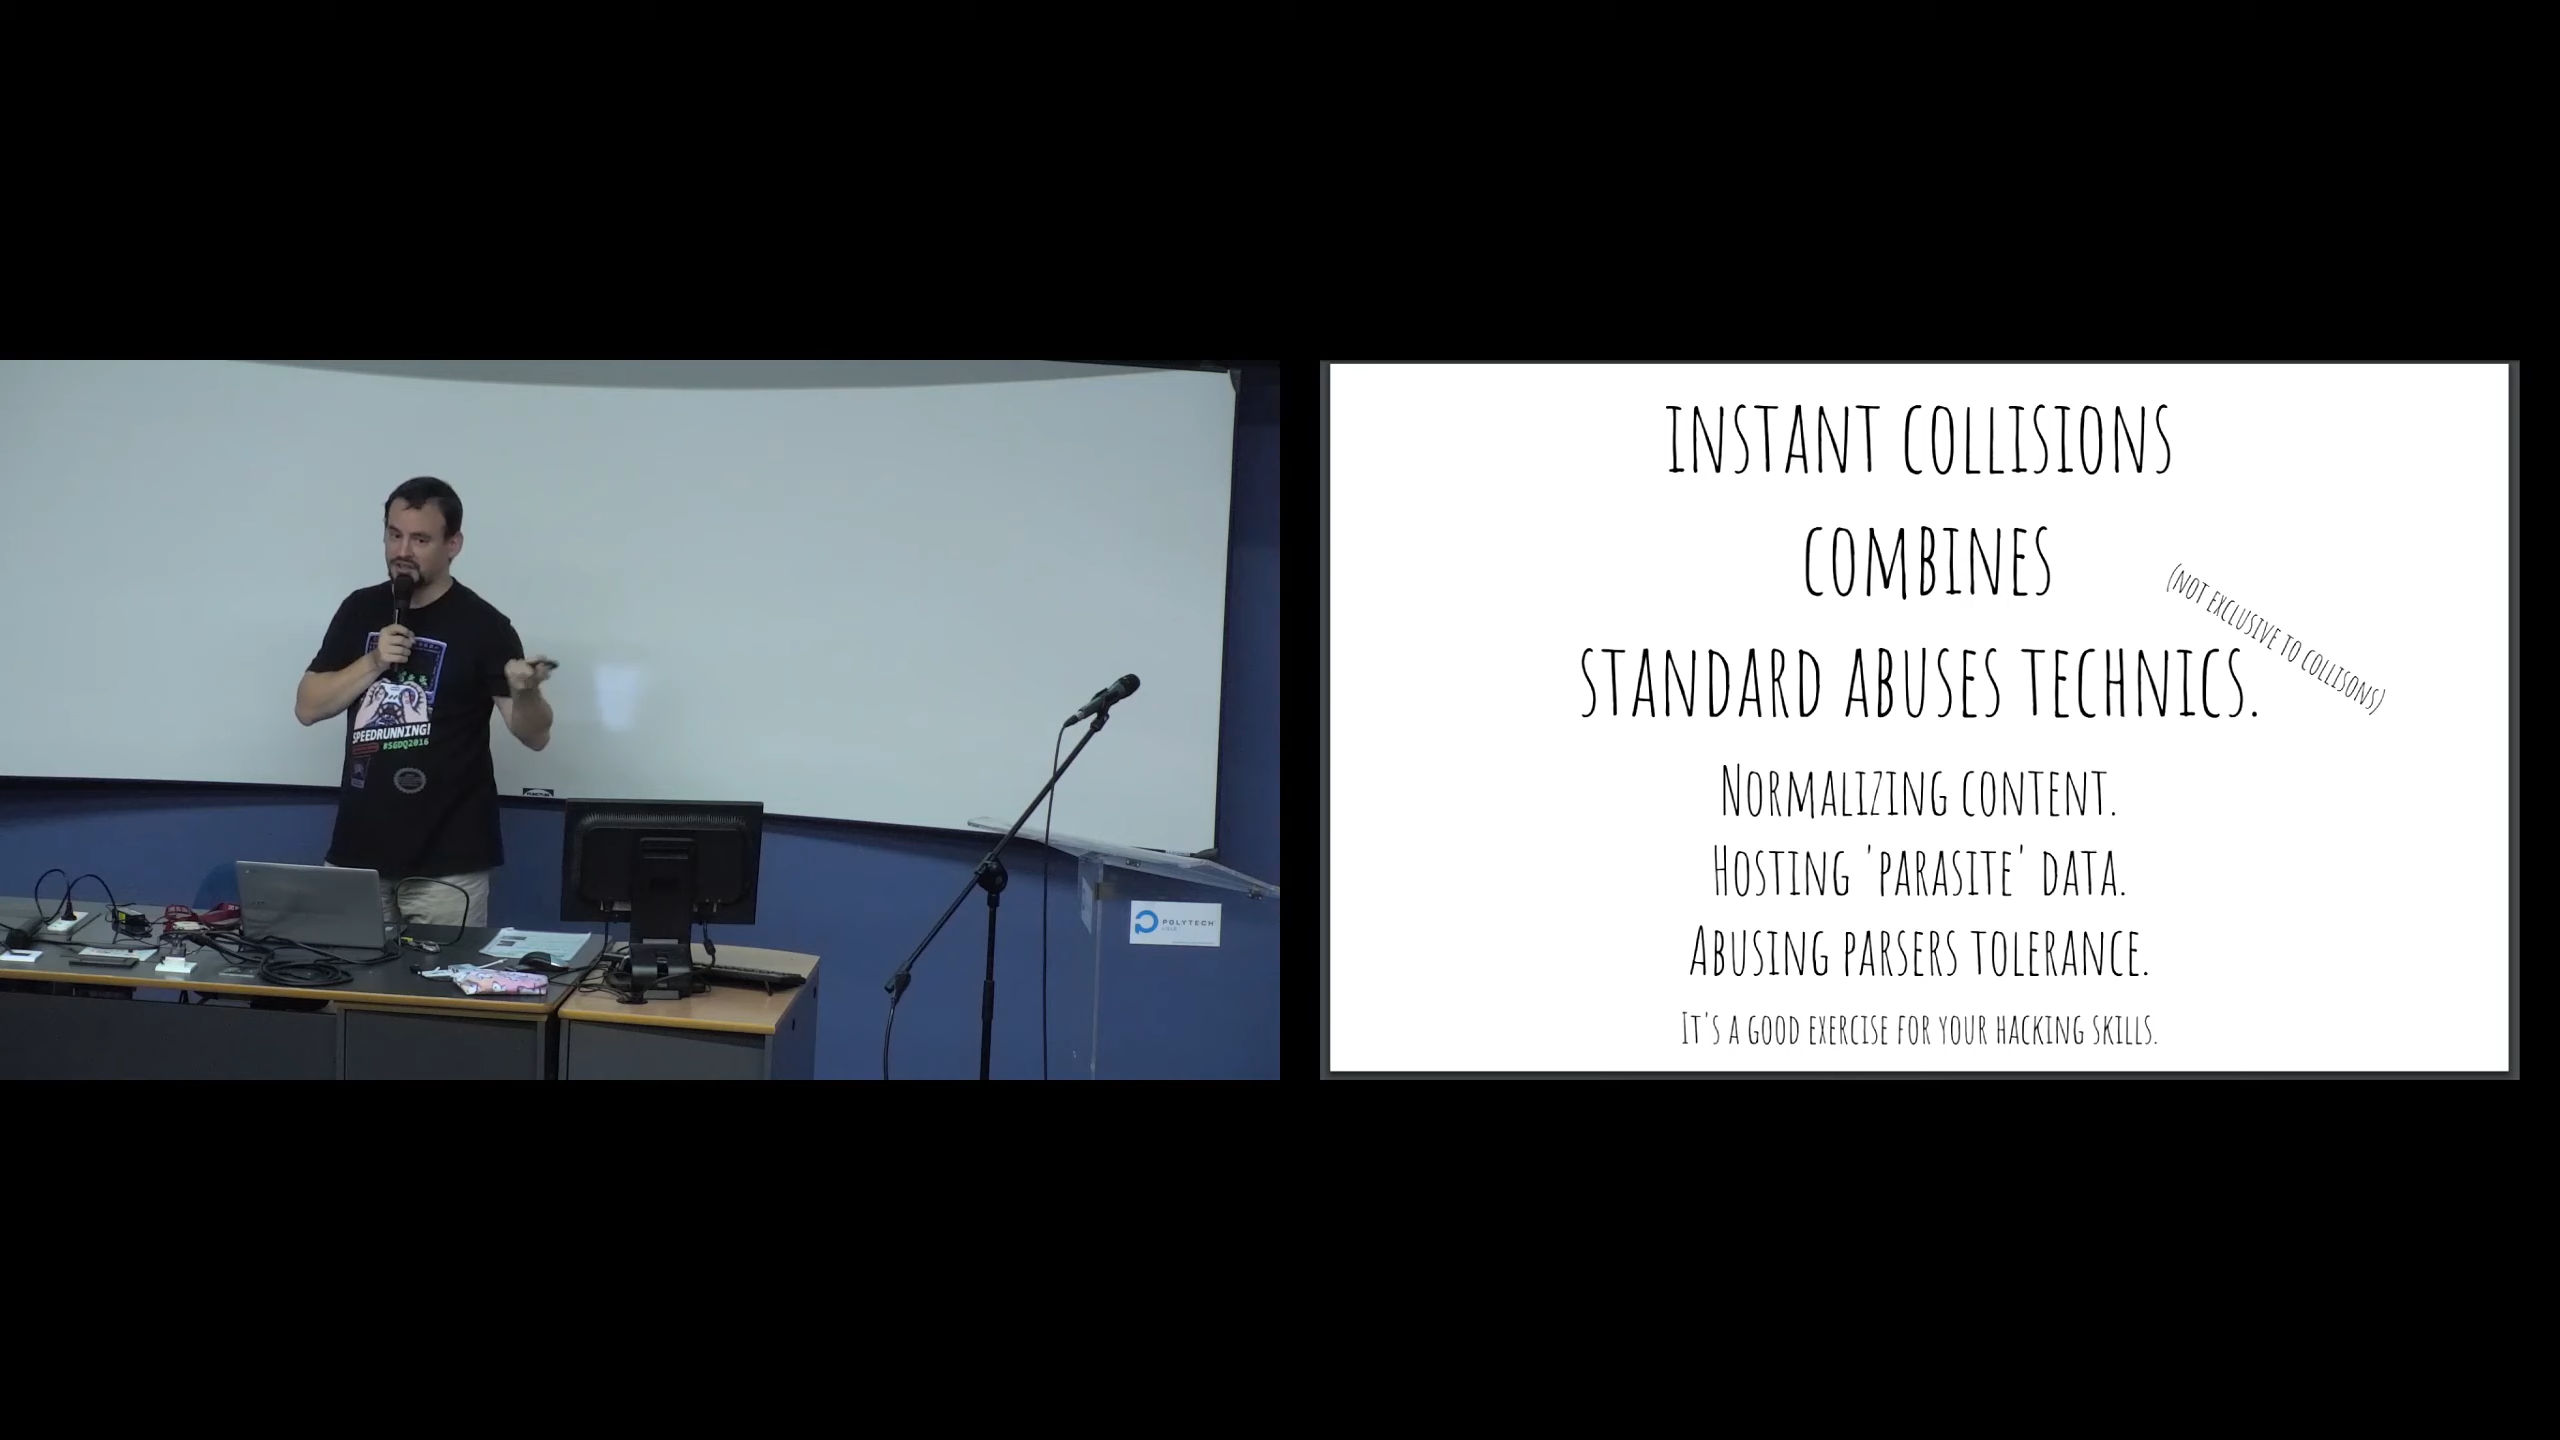 SPEEDRUNNING!
#SGDQ2016
POLYTECH
LILLE
INSTANT COLLISIONS
COMBINES
(NOT EXCLUSIVE TO COLLISONS)
STANDARD ABUSES TECHNICS.
NORMALIZING CONTENT.
HOSTING 'PARASITE' DATA.
ABUSING PARSERS TOLERANCE.
IT'S A GOOD EXERCISE FOR YOUR HACKING SKILLS.